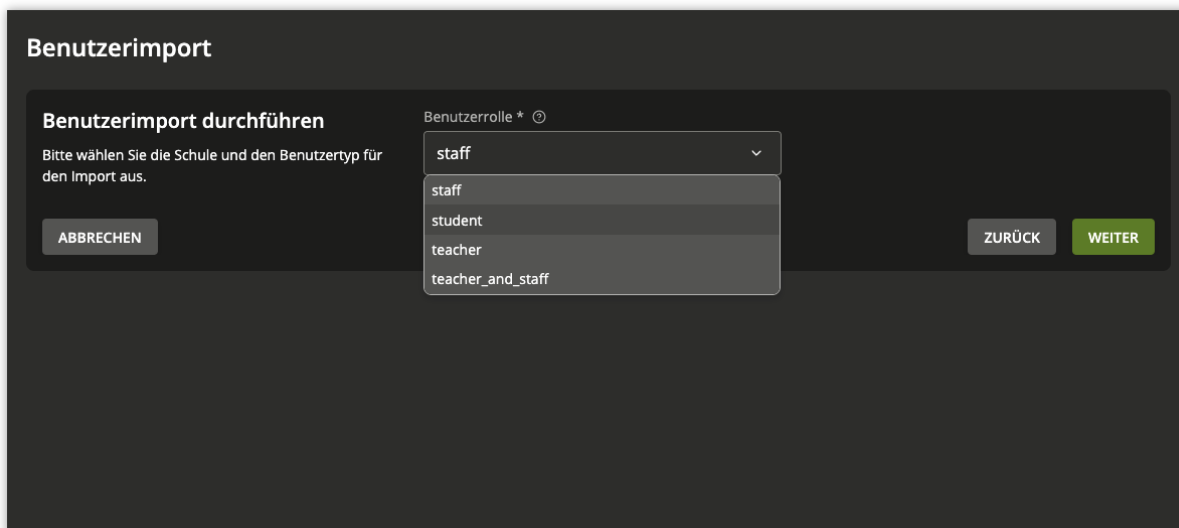 Benutzerimport
Benutzerimport durchführen
Bitte wählen Sie die Schule und den Benutzertyp für
den Import aus.
Benutzerrolle *
staff
staff
student
teacher
teacher_and_staff
ABBRECHEN
ZURÜCK
WEITER